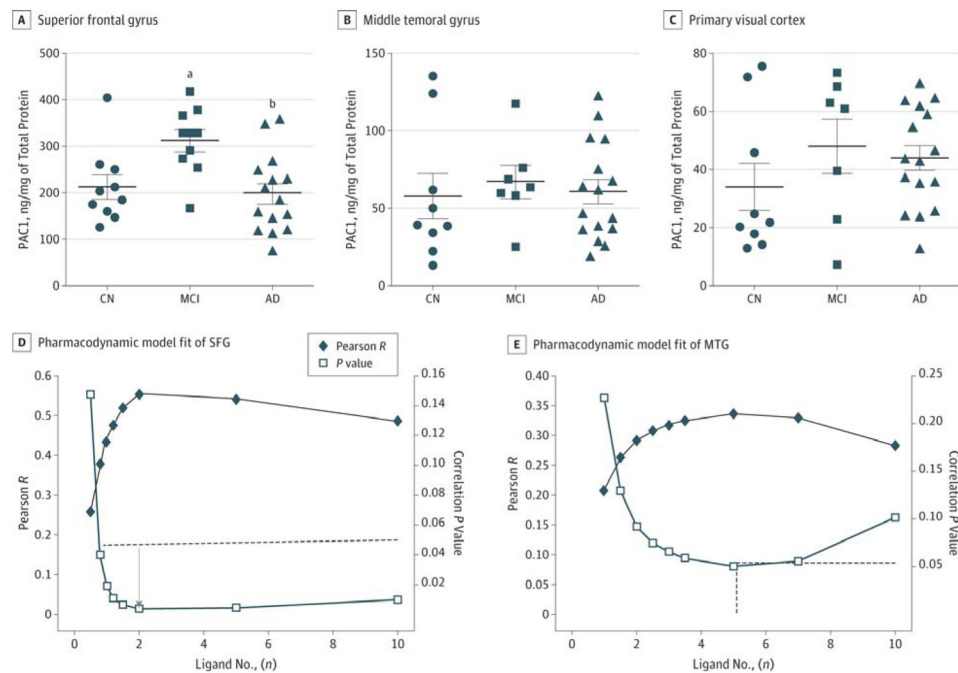 A Superior frontal gyrus
500
400
300
200
100
0
PAC1, ng/mg of Total Protein
a
b
CN MCI AD
B Middle temoral gyrus
150
100
50
0
PAC1, ng/mg of Total Protein
CN MCI AD
C Primary visual cortex
80
60
40
20
0
PAC1, ng/mg of Total Protein
CN MCI AD
D Pharmacodynamic model fit of SFG
Pearson R
P value
0.6
0.5
0.4
0.3
0.2
0.1
0
Pearson R
0.16
0.14
0.12
0.10
0.08
0.06
0.04
0.02
Correlation P Value
0 2 4 6 8 10
Ligand No., (n)
E Pharmacodynamic model fit of MTG
0.40
0.35
0.30
0.25
0.20
0.15
0.10
0.05
0
Pearson R
0.25
0.20
0.15
0.10
0.05
Correlation P Value
0 2 4 6 8 10
Ligand No., (n)